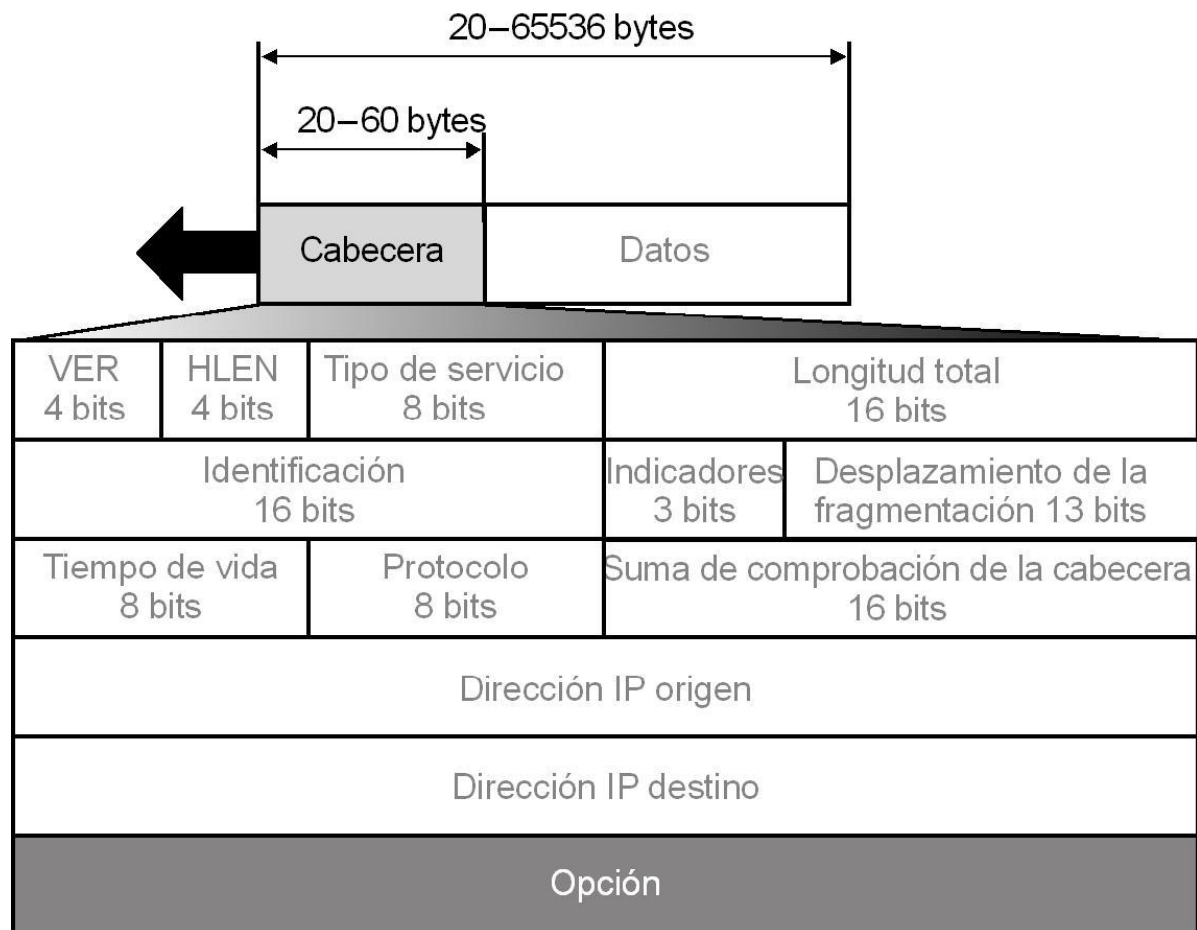 20–65536 bytes
20–60 bytes
Cabecera
Datos
VER
4 bits
HLEN
4 bits
Tipo de servicio
8 bits
Longitud total
16 bits
Identificación
16 bits
Indicadores
3 bits
Desplazamiento de la
fragmentación 13 bits
Tiempo de vida
8 bits
Protocolo
8 bits
Suma de comprobación de la cabecera
16 bits
Dirección IP origen
Dirección IP destino
Opción